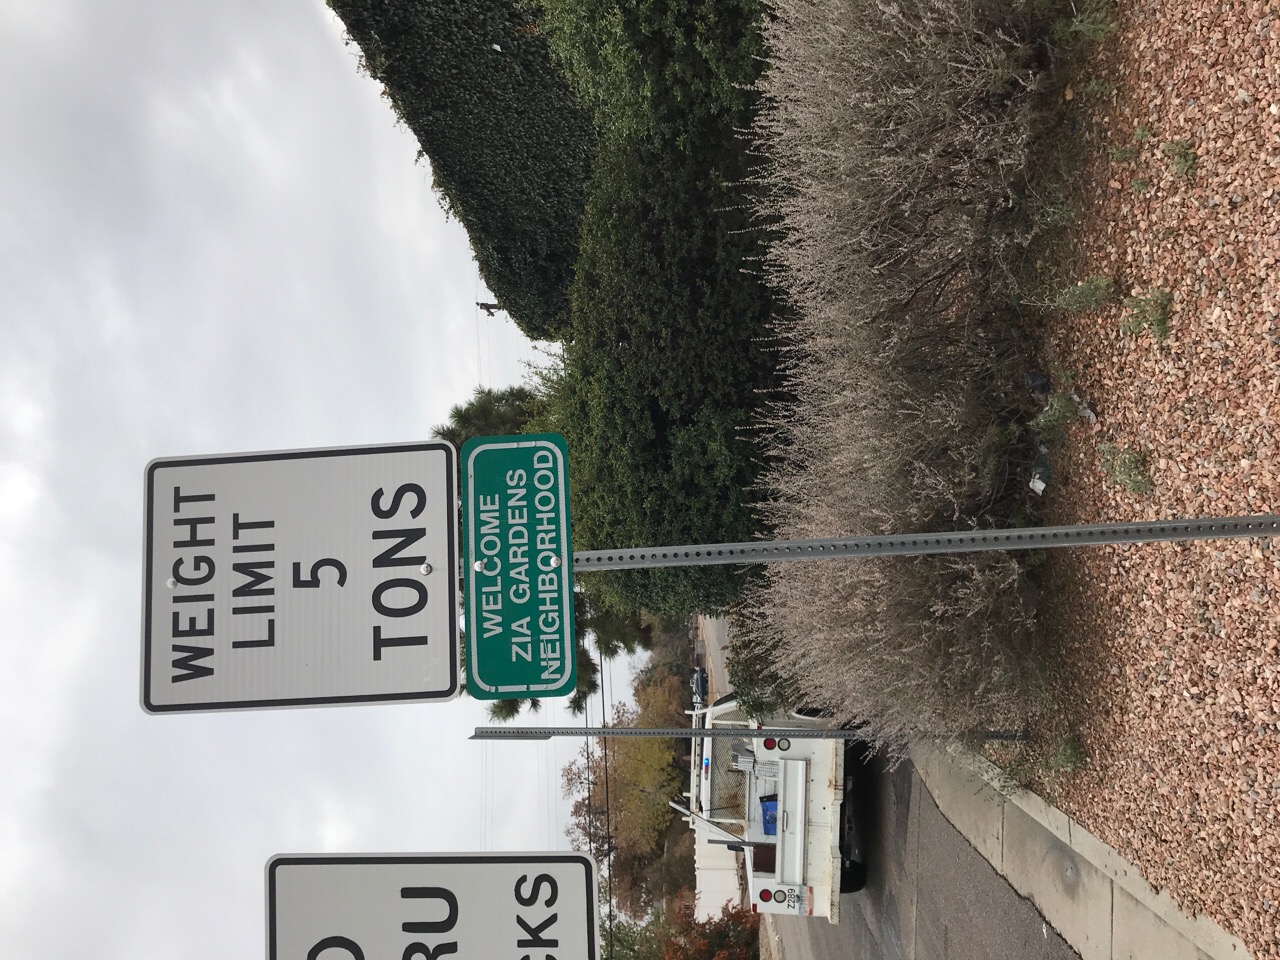 WEIGHT
LIMIT
5
TONS
WELCOME
ZIA GARDENS
NEIGHBORHOOD
RU
CKS
Z289